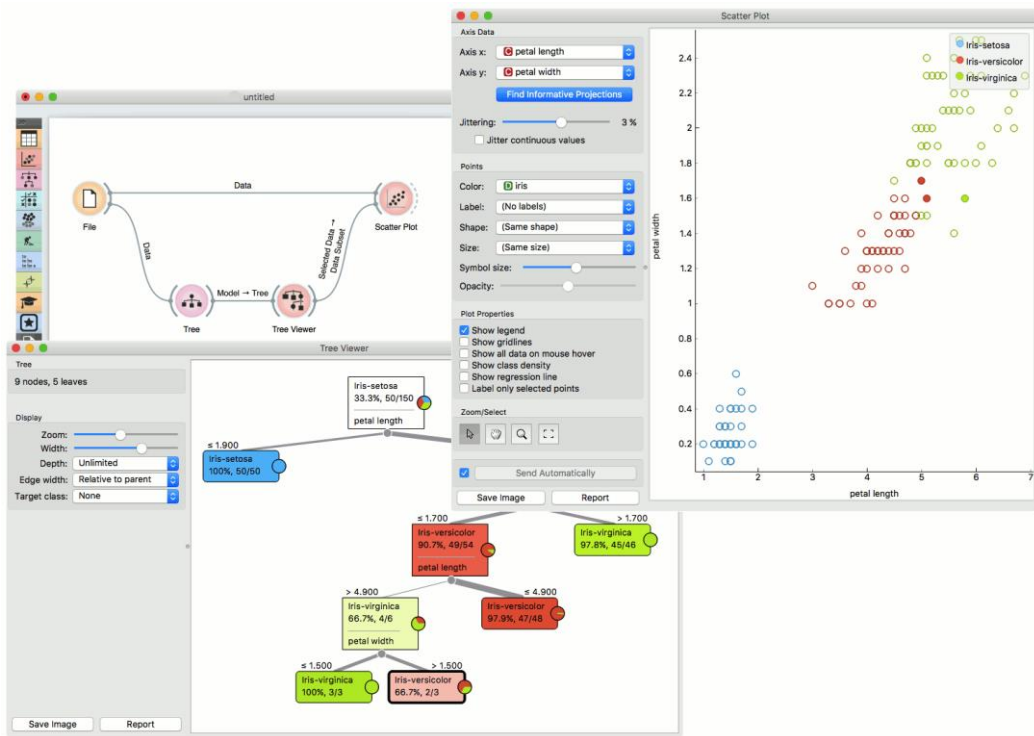 Scatter Plot
Axis Data
Axis x: C petal length
Axis y: C petal width
Find Informative Projections
Jittering: 3 %
Jitter continuous values
Points
Color: D iris
Label: (No labels)
Shape: (Same shape)
Size: (Same size)
Symbol size:
Opacity:
Plot Properties
Show legend
Show gridlines
Show all data on mouse hover
Show class density
Show regression line
Label only selected points
Zoom/Select
Send Automatically
Save Image Report
Iris-setosa
Iris-versicolor
Iris-virginica
2.4
2.2
2
1.8
1.6
1.4
1.2
1
0.8
0.6
0.4
0.2
petal width
1 2 3 4 5 6 7
petal length
untitled
Data
File
Scatter Plot
Data
Selected Data →
Data Subset
Model → Tree
Tree
Tree Viewer
Tree Viewer
Tree
9 nodes, 5 leaves
Display
Zoom:
Width:
Depth: Unlimited
Edge width: Relative to parent
Target class: None
Save Image Report
Iris-setosa
33.3%, 50/150
petal length
≤ 1.900
Iris-setosa
100%, 50/50
≤ 1.700
Iris-versicolor
90.7%, 49/54
petal length
> 1.700
Iris-virginica
97.8%, 45/46
> 4.900
Iris-virginica
66.7%, 4/6
petal width
≤ 4.900
Iris-versicolor
97.9%, 47/48
≤ 1.500
Iris-virginica
100%, 3/3
> 1.500
Iris-versicolor
66.7%, 2/3